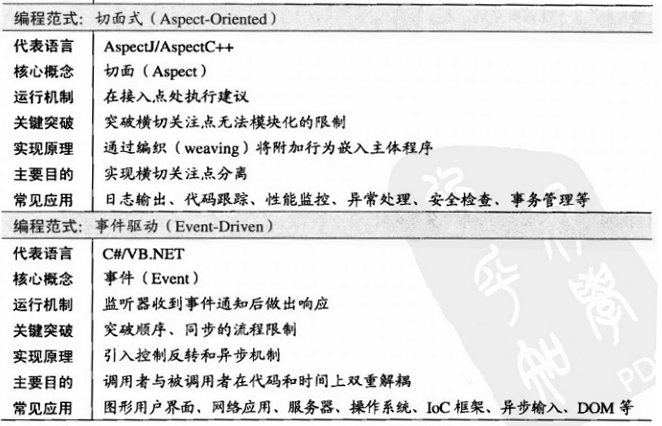 编程范式：切面式（Aspect-Oriented）
代表语言 AspectJ/AspectC++
核心概念 切面（Aspect）
运行机制 在接入点处执行建议
关键突破 突破横切关注点无法模块化的限制
实现原理 通过编织（weaving）将附加行为嵌入主体程序
主要目的 实现横切关注点分离
常见应用 日志输出、代码跟踪、性能监控、异常处理、安全检查、事务管理等
编程范式：事件驱动（Event-Driven）
代表语言 C#/VB.NET
核心概念 事件（Event）
运行机制 监听器收到事件通知后做出响应
关键突破 突破顺序、同步的流程限制
实现原理 引入控制反转和异步机制
主要目的 调用者与被调用者在代码和时间上双重解耦
常见应用 图形用户界面、网络应用、服务器、操作系统、IoC 框架、异步输入、DOM 等
PD